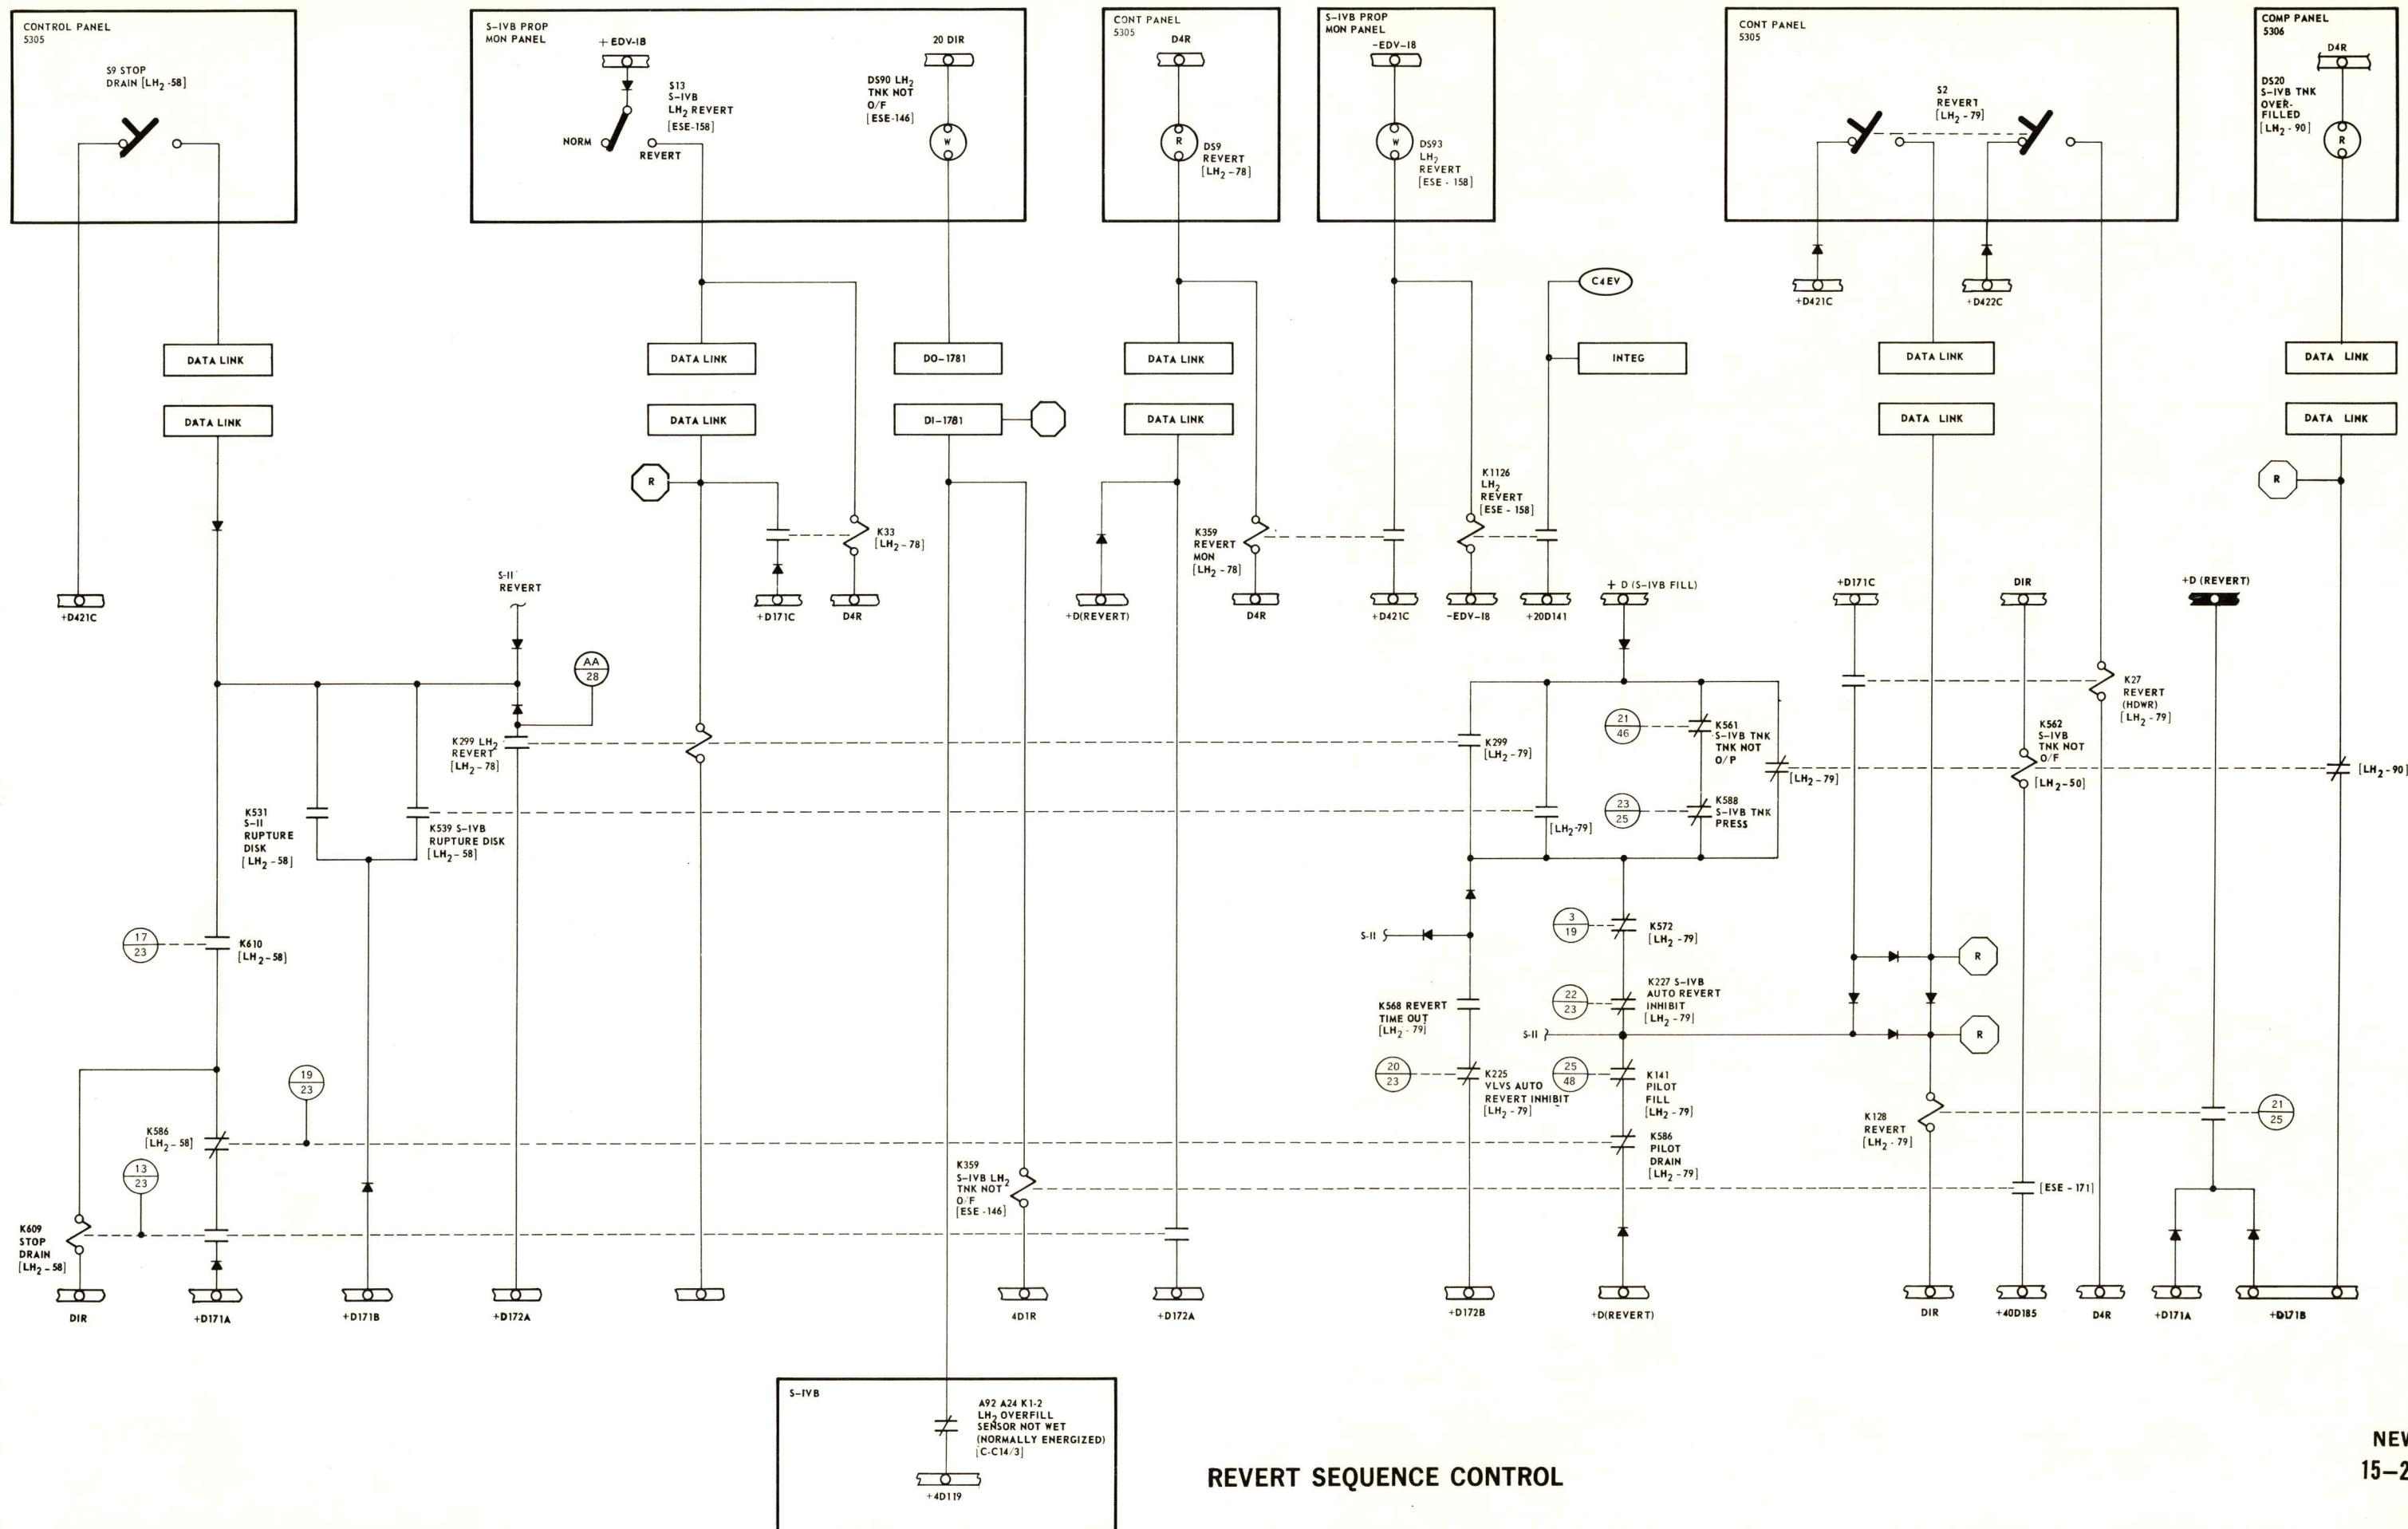 CONTROL PANEL
5305
S9 STOP
DRAIN [LH2-58]
S-IVB PROP
MON PANEL
+ EDV-IB
S13
S-IVB
LH2 REVERT
[ESE-158]
NORM
REVERT
20 DIR
DS90 LH2
TNK NOT
O/F
[ESE-146]
W
CONT PANEL
5305
D4R
R
DS9
REVERT
[LH2-78]
S-IVB PROP
MON PANEL
-EDV-I8
W
DS93
LH2
REVERT
[ESE - 158]
CONT PANEL
5305
S2
REVERT
[LH2-79]
COMP PANEL
5306
D4R
DS20
S-IVB TNK
OVER-
FILLED
[LH2-90]
R
C4EV
+D421C
+D422C
DATA LINK
DATA LINK
DO-1781
DATA LINK
INTEG
DATA LINK
DATA LINK
DATA LINK
DATA LINK
DI-1781
DATA LINK
DATA LINK
DATA LINK
R
K33
[LH2-78]
K359
REVERT
MON
[LH2-78]
K1126
LH2
REVERT
[ESE - 158]
R
S-II
REVERT
+D421C
+D171C
D4R
+D(REVERT)
D4R
+D421C
-EDV-I8
+20D141
+ D (S-IVB FILL)
+D171C
DIR
+D (REVERT)
AA
28
K299 LH2
REVERT
[LH2-78]
K299
[LH2-79]
21
46
K561
S-IVB TNK
TNK NOT
O/P
[LH2-79]
K27
REVERT
(HDWR)
[LH2-79]
K562
S-IVB
TNK NOT
O/F
[LH2-50]
[LH2-90]
K531
S-II
RUPTURE
DISK
[LH2-58]
K539 S-IVB
RUPTURE DISK
[LH2-58]
[LH2-79]
23
25
K588
S-IVB TNK
PRESS
17
23
K610
[LH2-58]
S-II
3
19
K572
[LH2-79]
R
K568 REVERT
TIME OUT
[LH2-79]
22
23
K227 S-IVB
AUTO REVERT
INHIBIT
[LH2-79]
S-II
R
19
23
20
23
K225
VLVS AUTO
REVERT INHIBIT
[LH2-79]
25
48
K141
PILOT
FILL
[LH2-79]
K128
REVERT
[LH2-79]
21
25
K586
[LH2-58]
K586
PILOT
DRAIN
[LH2-79]
13
23
K359
S-IVB LH2
TNK NOT
O/F
[ESE-146]
[ESE - 171]
K609
STOP
DRAIN
[LH2-58]
DIR
+D171A
+D171B
+D172A
4D1R
+D172A
+D172B
+D(REVERT)
DIR
+40D185
D4R
+D171A
+D171B
S-IVB
A92 A24 K1-2
LH2 OVERFILL
SENSOR NOT WET
(NORMALLY ENERGIZED)
[C-C14/3]
+4D119
REVERT SEQUENCE CONTROL
NEW
15-2